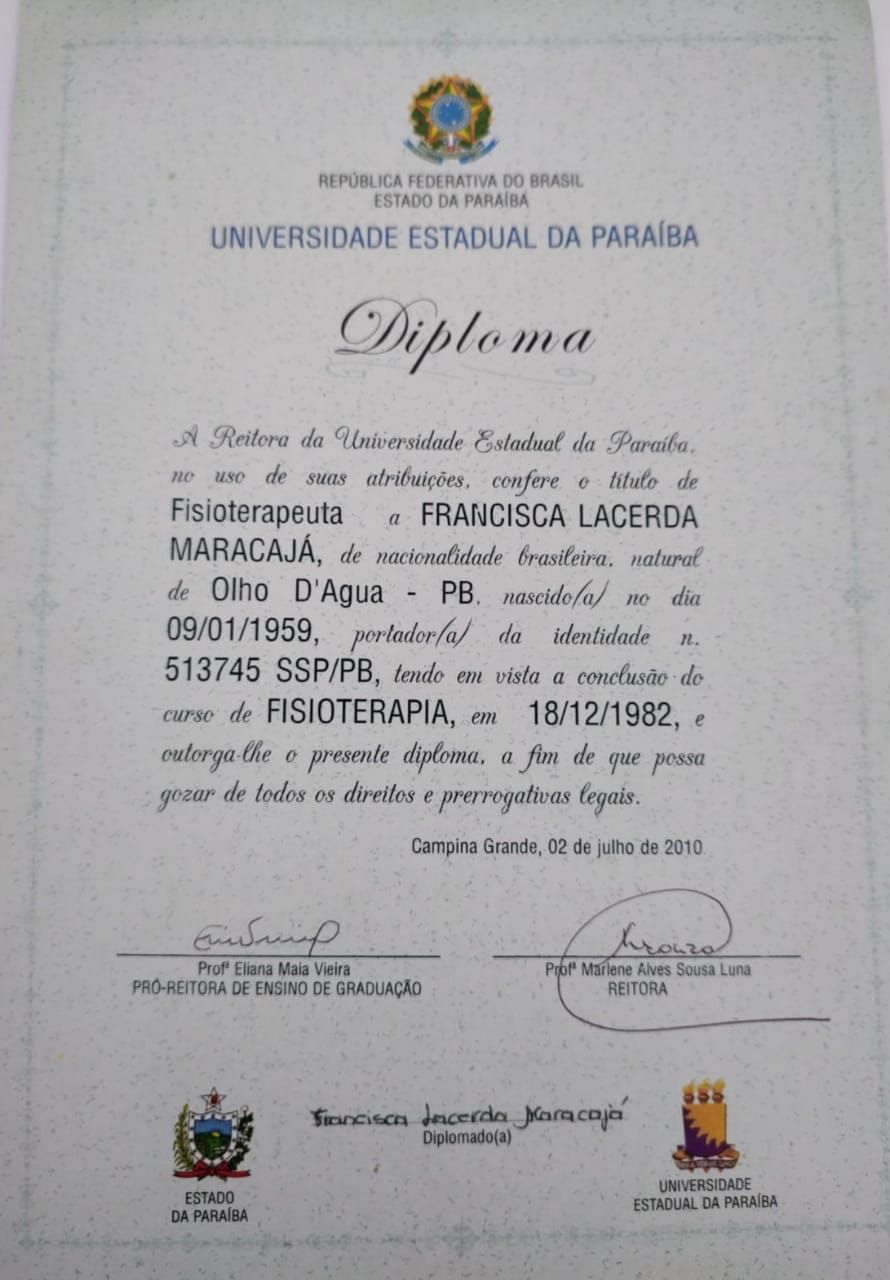 REPÚBLICA FEDERATIVA DO BRASIL
ESTADO DA PARAÍBA
UNIVERSIDADE ESTADUAL DA PARAÍBA
Diploma
A Reitora da Universidade Estadual da Paraíba,
no uso de suas atribuições, confere o título de
Fisioterapeuta a FRANCISCA LACERDA
MARACAJÁ, de nacionalidade brasileira, natural
de Olho D'Agua - PB, nascido/a/ no dia
09/01/1959, portador/a/ da identidade n.
513745 SSP/PB, tendo em vista a conclusão do
curso de FISIOTERAPIA, em 18/12/1982, e
outorga-lhe o presente diploma, a fim de que possa
gozar de todos os direitos e prerrogativas legais.
Campina Grande, 02 de julho de 2010
Profª Eliana Maia Vieira
PRÓ-REITORA DE ENSINO DE GRADUAÇÃO
Profª Marlene Alves Sousa Luna
REITORA
Francisca Lacerda Maracajá
Diplomado(a)
ESTADO
DA PARAÍBA
UNIVERSIDADE
ESTADUAL DA PARAÍBA